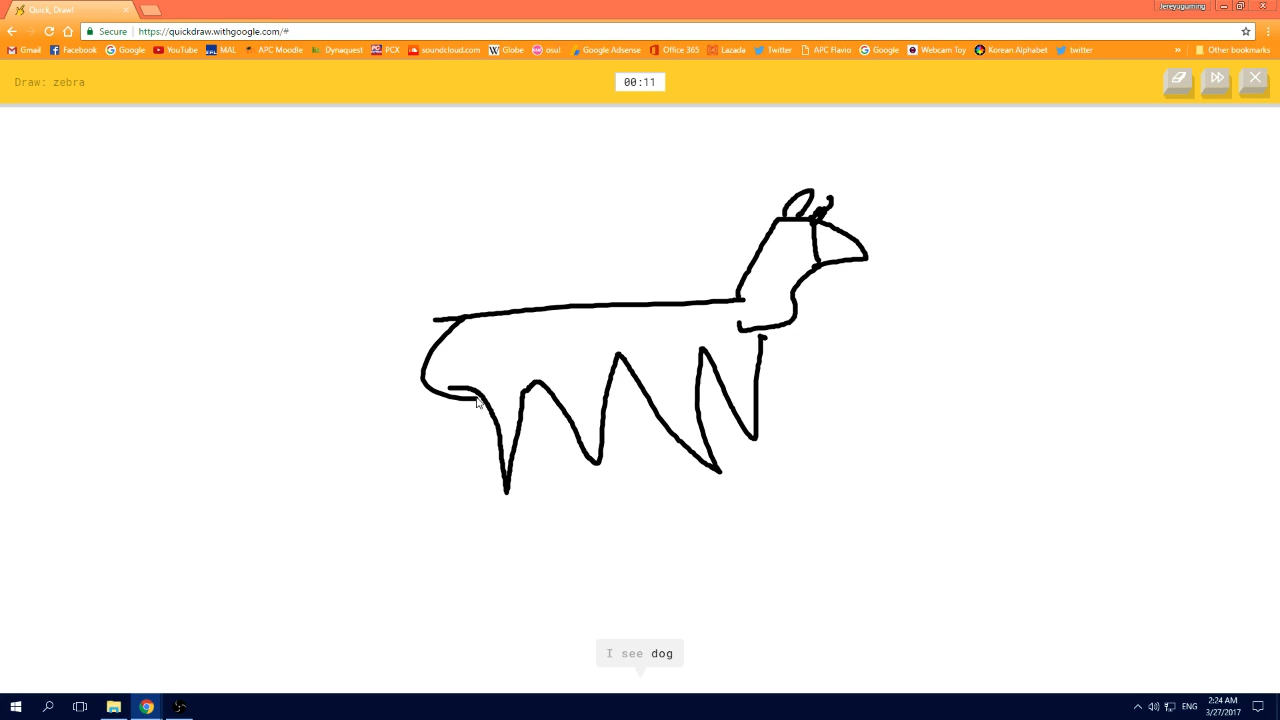 Quick, Draw!
Jereyuguming
Secure https://quickdraw.withgoogle.com/#
Gmail Facebook Google YouTube MAL APC Moodle Dynaquest PCX soundcloud.com Globe osu! Google Adsense Office 365 Lazada Twitter APC Flavio Google Webcam Toy Korean Alphabet twitter » Other bookmarks
Draw: zebra
00:11
I see dog
ENG
2:24 AM
3/27/2017